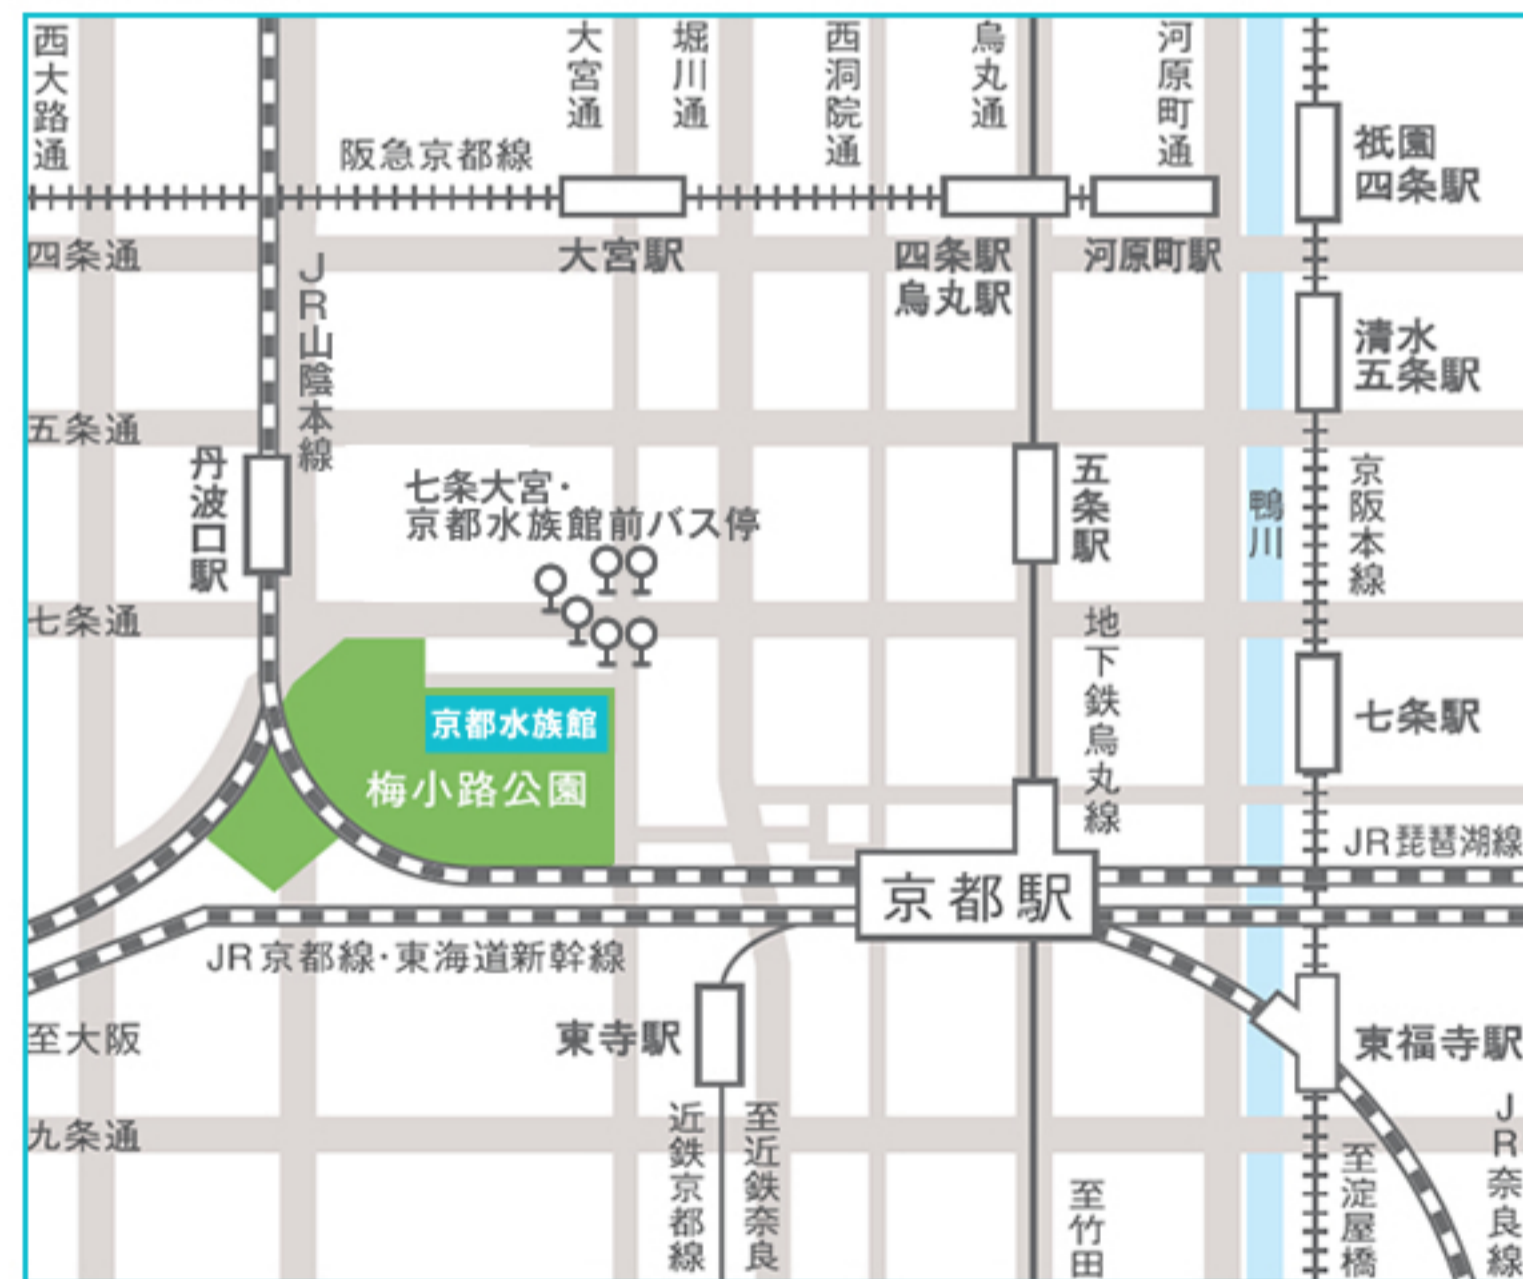 西大路通
大宮通
堀川通
西洞院通
烏丸通
河原町通
阪急京都線
祇園
四条駅
四条通
大宮駅
四条駅
烏丸駅
河原町駅
JR山陰本線
清水
五条駅
五条通
丹波口駅
七条大宮・
京都水族館前バス停
五条駅
鴨川
京阪本線
七条通
地下鉄烏丸線
京都水族館
七条駅
梅小路公園
JR琵琶湖線
京都駅
JR京都線・東海道新幹線
至大阪
東寺駅
東福寺駅
九条通
近鉄京都線
至近鉄奈良
至竹田
至淀屋橋
JR奈良線